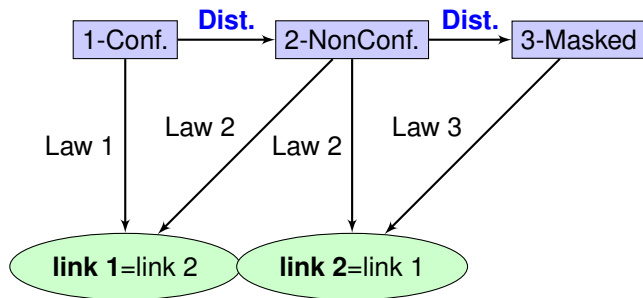 Dist. Dist.
1-Conf. 2-NonConf. 3-Masked
Law 1 Law 2 Law 2 Law 3
link 1=link 2 link 2=link 1